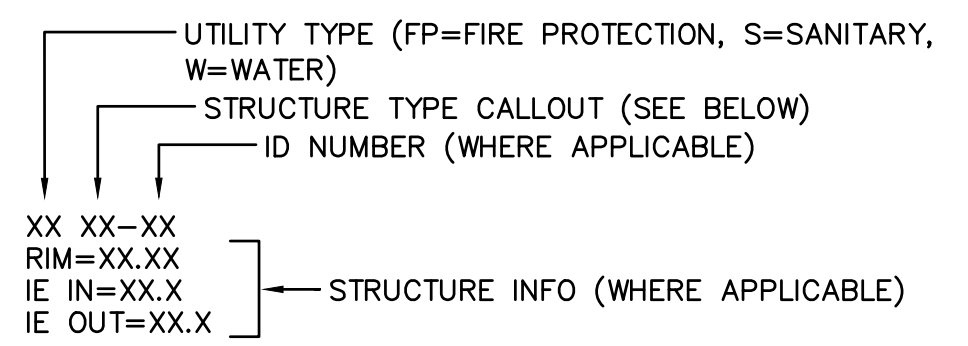 UTILITY TYPE (FP=FIRE PROTECTION, S=SANITARY,
W=WATER)
STRUCTURE TYPE CALLOUT (SEE BELOW)
ID NUMBER (WHERE APPLICABLE)
XX XX-XX
RIM=XX.XX
IE IN=XX.X
IE OUT=XX.X
STRUCTURE INFO (WHERE APPLICABLE)